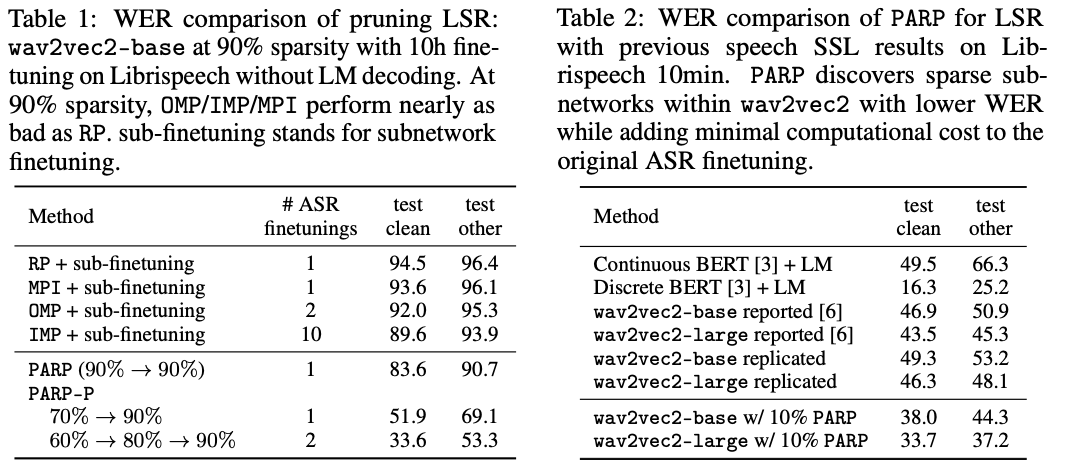 Table 1: WER comparison of pruning LSR:
wav2vec2-base at 90% sparsity with 10h fine-
tuning on Librispeech without LM decoding. At
90% sparsity, OMP/IMP/MPI perform nearly as
bad as RP. sub-finetuning stands for subnetwork
finetuning.
Method # ASR finetunings test clean test other
RP + sub-finetuning 1 94.5 96.4
MPI + sub-finetuning 1 93.6 96.1
OMP + sub-finetuning 2 92.0 95.3
IMP + sub-finetuning 10 89.6 93.9
PARP (90% → 90%) 1 83.6 90.7
PARP-P
70% → 90% 1 51.9 69.1
60% → 80% → 90% 2 33.6 53.3
Table 2: WER comparison of PARP for LSR
with previous speech SSL results on Lib-
rispeech 10min. PARP discovers sparse sub-
networks within wav2vec2 with lower WER
while adding minimal computational cost to the
original ASR finetuning.
Method test clean test other
Continuous BERT [3] + LM 49.5 66.3
Discrete BERT [3] + LM 16.3 25.2
wav2vec2-base reported [6] 46.9 50.9
wav2vec2-large reported [6] 43.5 45.3
wav2vec2-base replicated 49.3 53.2
wav2vec2-large replicated 46.3 48.1
wav2vec2-base w/ 10% PARP 38.0 44.3
wav2vec2-large w/ 10% PARP 33.7 37.2